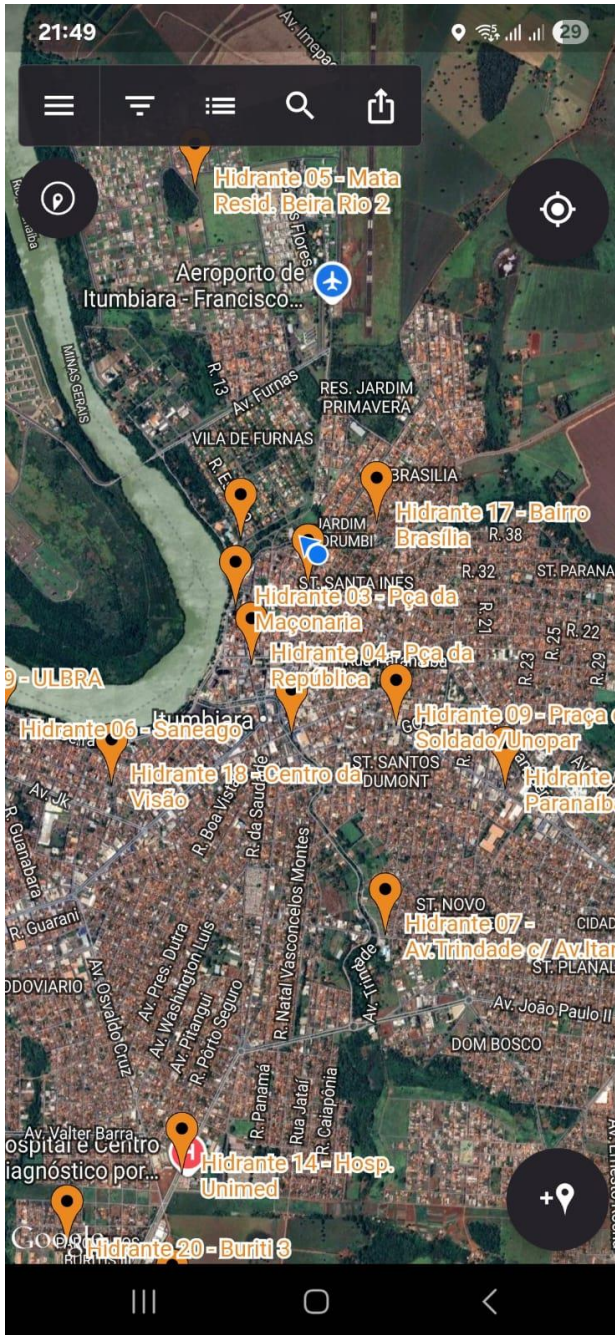 21:49
29
Av. Imepac
Hidrante 05 - Mata
Resid. Beira Rio 2
Flores
Aeroporto de
Itumbiara - Francisco...
MINAS GERAIS
R. 13
Av. Furnas
RES. JARDIM
PRIMAVERA
VILA DE FURNAS
BRASILIA
Hidrante 17 - Bairro
Brasília
JARDIM
R. 38
ST. SANTA INES
R. 32
ST. PARANA
Hidrante 03 - Pça da
Maçonaria
R. 21
R. 22
R. 25
R. 23
R. 29
Hidrante 04 - Pça da
República
9 - ULBRA
Hidrante 06 - Saneago
Itumbiara
Hidrante 09 - Praça
Soldado/Unopar
Hidrante 18 - Centro da
Visão
ST. SANTOS
DUMONT
R.
Hidrante
Paranaíb
Av. Jk
R. Boa Vista
R. da Saudade
R. Guanabara
R. Guarani
R. Natal Vasconcelos Montes
ST. NOVO
Hidrante 07 -
Av.Trindade c/ Av.Itar
CIDAD
ST. PLANAL
Av. Trindade
ODOVIARIO
Av. Osvaldo Cruz
Av. Pres. Dutra
Av. Washington Luis
Av. Pitangui
R. Pôrto Seguro
Av. João Paulo II
DOM BOSCO
R. Panamá
Rua Jataí
R. Caiapônia
Av. Valter Barra
ospital e Centro
iagnóstico por...
H
Hidrante 14 - Hosp.
Unimed
Google
Hidrante 20 - Buriti 3